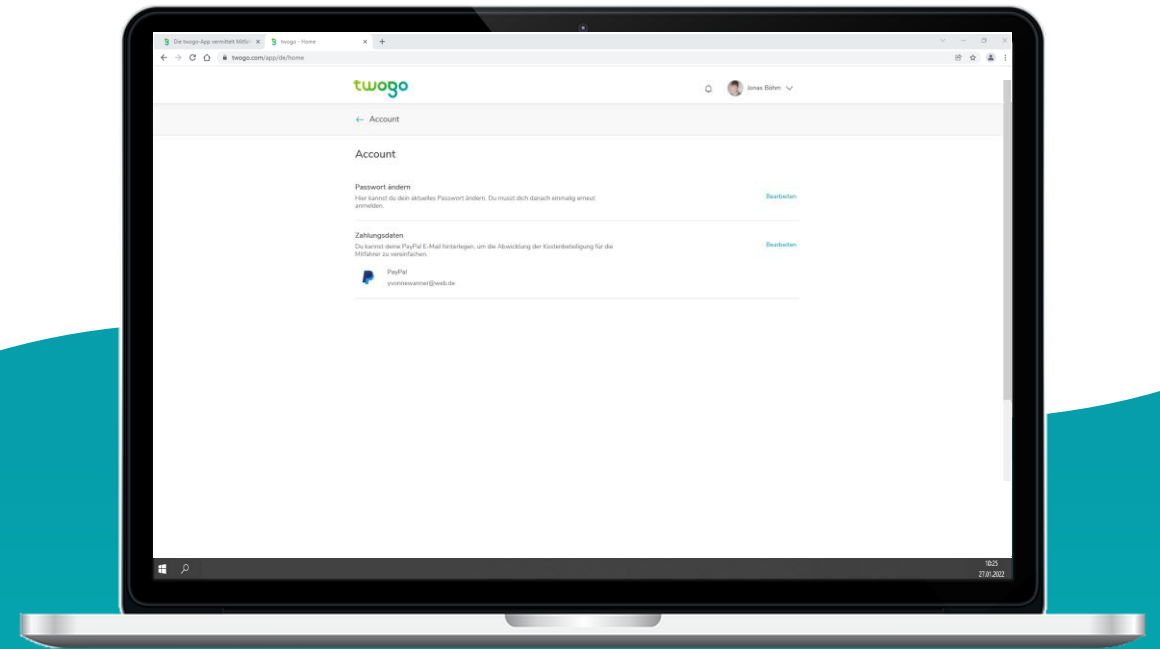 Die twogo-App vermittelt Mitfahr
twogo - Home
twogo.com/app/de/home
twogo
Jonas Böhm
← Account
Account
Passwort ändern
Hier kannst du dein aktuelles Passwort ändern. Du musst dich danach einmalig erneut
anmelden.
Bearbeiten
Zahlungsdaten
Du kannst deine PayPal E-Mail hinterlegen, um die Abwicklung der Kostenbeteiligung für die
Mitfahrer zu vereinfachen.
Bearbeiten
PayPal
yvonnewanner@web.de
10:25
27.01.2022